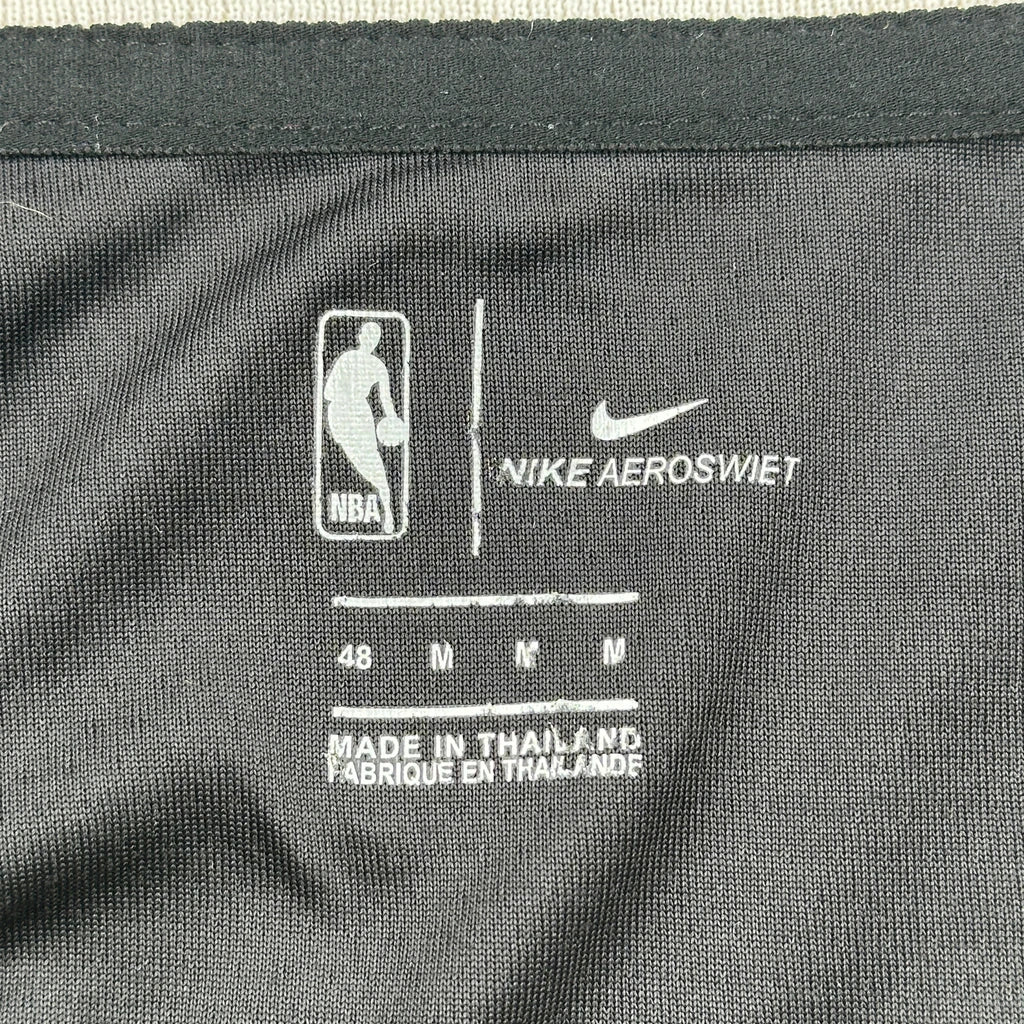 NBA
NIKE AEROSWIFT
48 M M M
MADE IN THAILAND
FABRIQUE EN THAILANDE